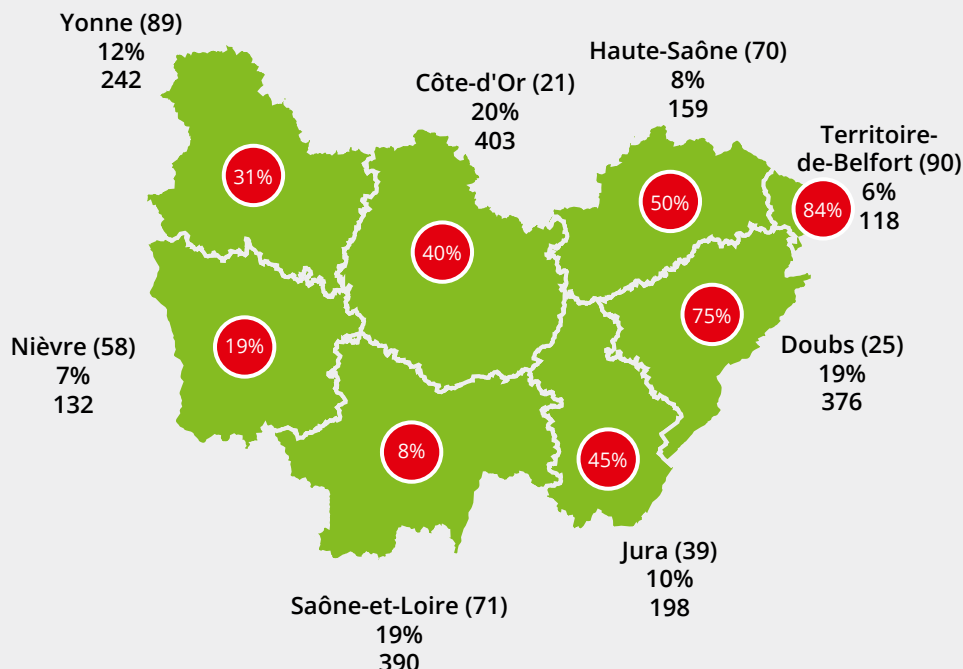 Yonne (89)
12%
242
Côte-d'Or (21)
20%
403
Haute-Saône (70)
8%
159
Territoire-
de-Belfort (90)
6%
118
31%
40%
50%
84%
Nièvre (58)
7%
132
19%
75%
Doubs (25)
19%
376
8%
45%
Saône-et-Loire (71)
19%
390
Jura (39)
10%
198